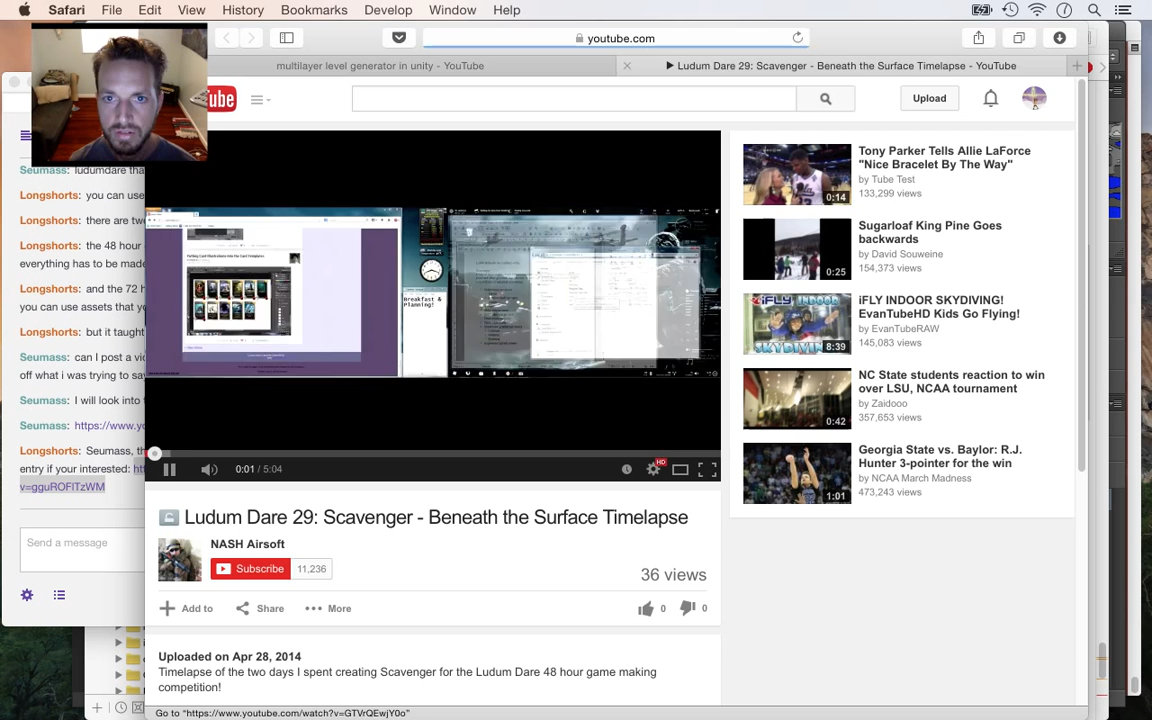 Safari File Edit View History Bookmarks Develop Window Help
youtube.com
multilayer level generator in unity - YouTube
▶ Ludum Dare 29: Scavenger - Beneath the Surface Timelapse - YouTube
Upload
Seumass: ludumdare tha
Longshorts: you can use
Longshorts: there are tw
Longshorts: the 48 hour
everything has to be made
Longshorts: and the 72 h
you can use assets that yo
Longshorts: but it taught
Seumass: can I post a vid
off what i was trying to say
Seumass: I will look into
Seumass: https://www.yo
Longshorts: Seumass, th
entry if your interested: htt
v=gguROFlTzWM
Send a message
Breakfast &
Planning!
0:01 / 5:04
HD
Ludum Dare 29: Scavenger - Beneath the Surface Timelapse
NASH Airsoft
Subscribe 11,236
36 views
Add to Share More
0 0
Uploaded on Apr 28, 2014
Timelapse of the two days I spent creating Scavenger for the Ludum Dare 48 hour game making
competition!
Tony Parker Tells Allie LaForce
"Nice Bracelet By The Way"
by Tube Test
133,299 views
0:14
Sugarloaf King Pine Goes
backwards
by David Souweine
154,373 views
0:25
iFLY INDOOR SKYDIVING!
EvanTubeHD Kids Go Flying!
by EvanTubeRAW
145,083 views
iFLY INDOOR
SKYDIVING
8:39
NC State students reaction to win
over LSU, NCAA tournament
by Zaidooo
357,653 views
0:42
Georgia State vs. Baylor: R.J.
Hunter 3-pointer for the win
by NCAA March Madness
473,243 views
1:01
Go to "https://www.youtube.com/watch?v=GTVrQEwjY0o"